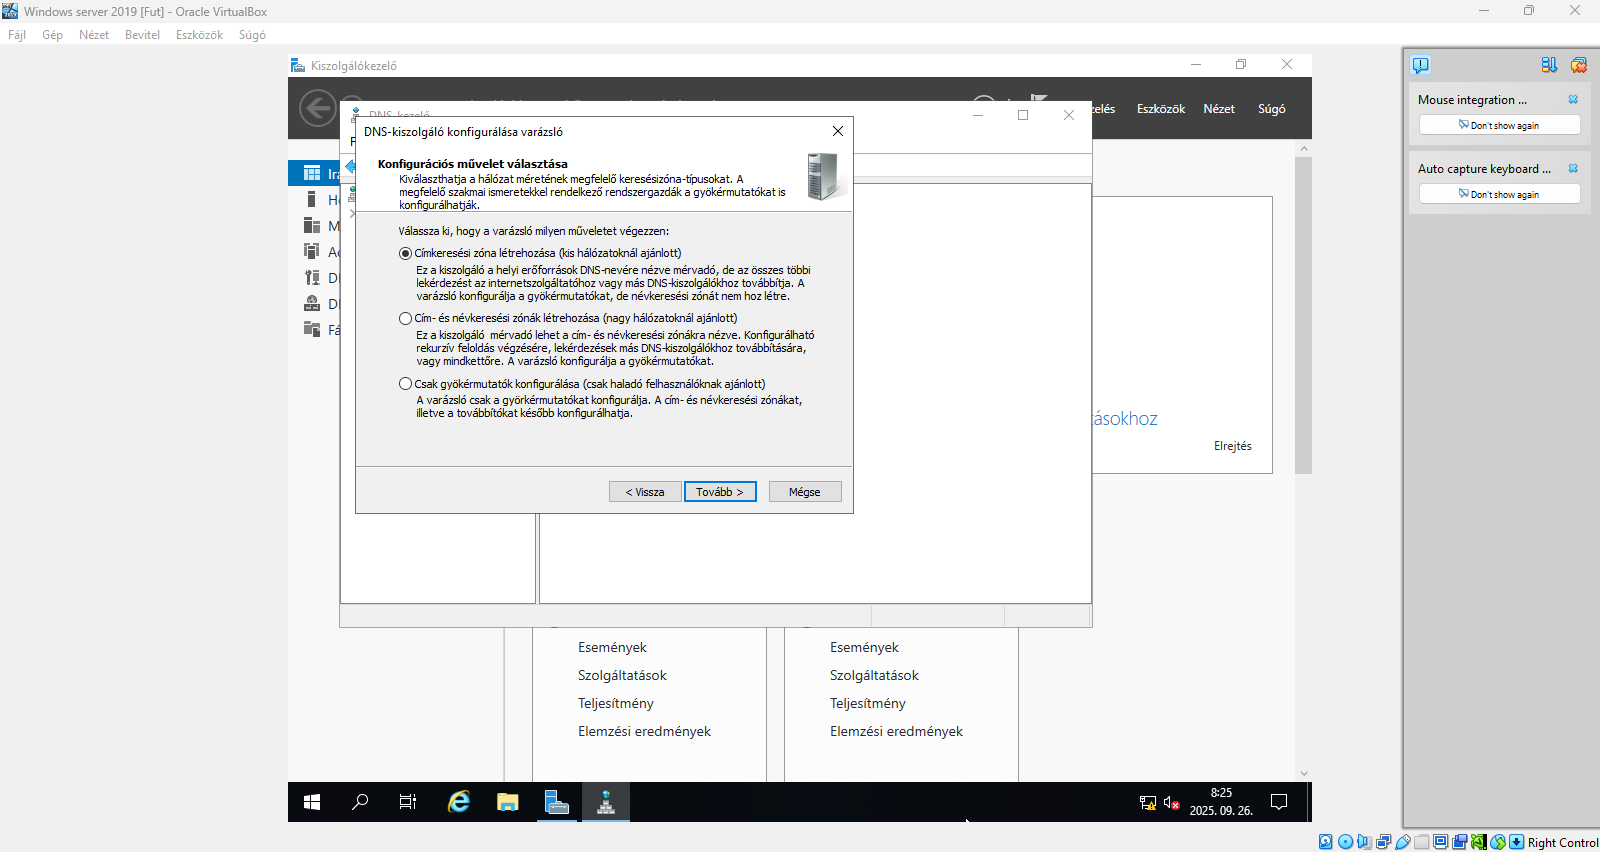 Windows server 2019 [Fut] - Oracle VirtualBox
Fájl Gép Nézet Bevitel Eszközök Súgó
Kiszolgálókezelő
Eszközök Nézet Súgó
DNS-kezelő
DNS-kiszolgáló konfigurálása varázsló
Konfigurációs művelet választása
Kiválaszthatja a hálózat méretének megfelelő keresésizóna-típusokat. A
megfelelő szakmai ismeretekkel rendelkező rendszergazdák a gyökérmutatókat is
konfigurálhatják.
Válassza ki, hogy a varázsló milyen műveletet végezzen:
Címkeresési zóna létrehozása (kis hálózatoknál ajánlott)
Ez a kiszolgáló a helyi erőforrások DNS-nevére nézve mérvadó, de az összes többi
lekérdezést az internetszolgáltatóhoz vagy más DNS-kiszolgálókhoz továbbítja. A
varázsló konfigurálja a gyökérmutatókat, de névkeresési zónát nem hoz létre.
Cím- és névkeresési zónák létrehozása (nagy hálózatoknál ajánlott)
Ez a kiszolgáló mérvadó lehet a cím- és névkeresési zónákra nézve. Konfigurálható
rekurzív feloldás végzésére, lekérdezések más DNS-kiszolgálókhoz továbbítására,
vagy mindkettőre. A varázsló konfigurálja a gyökérmutatókat.
Csak gyökérmutatók konfigurálása (csak haladó felhasználóknak ajánlott)
A varázsló csak a györkérmutatókat konfigurálja. A cím- és névkeresési zónákat,
illetve a továbbítókat később konfigurálhatja.
< Vissza Tovább > Mégse
Elrejtés
Események
Szolgáltatások
Teljesítmény
Elemzési eredmények
Események
Szolgáltatások
Teljesítmény
Elemzési eredmények
8:25
2025. 09. 26.
Mouse integration ...
Don't show again
Auto capture keyboard ...
Don't show again
Right Control